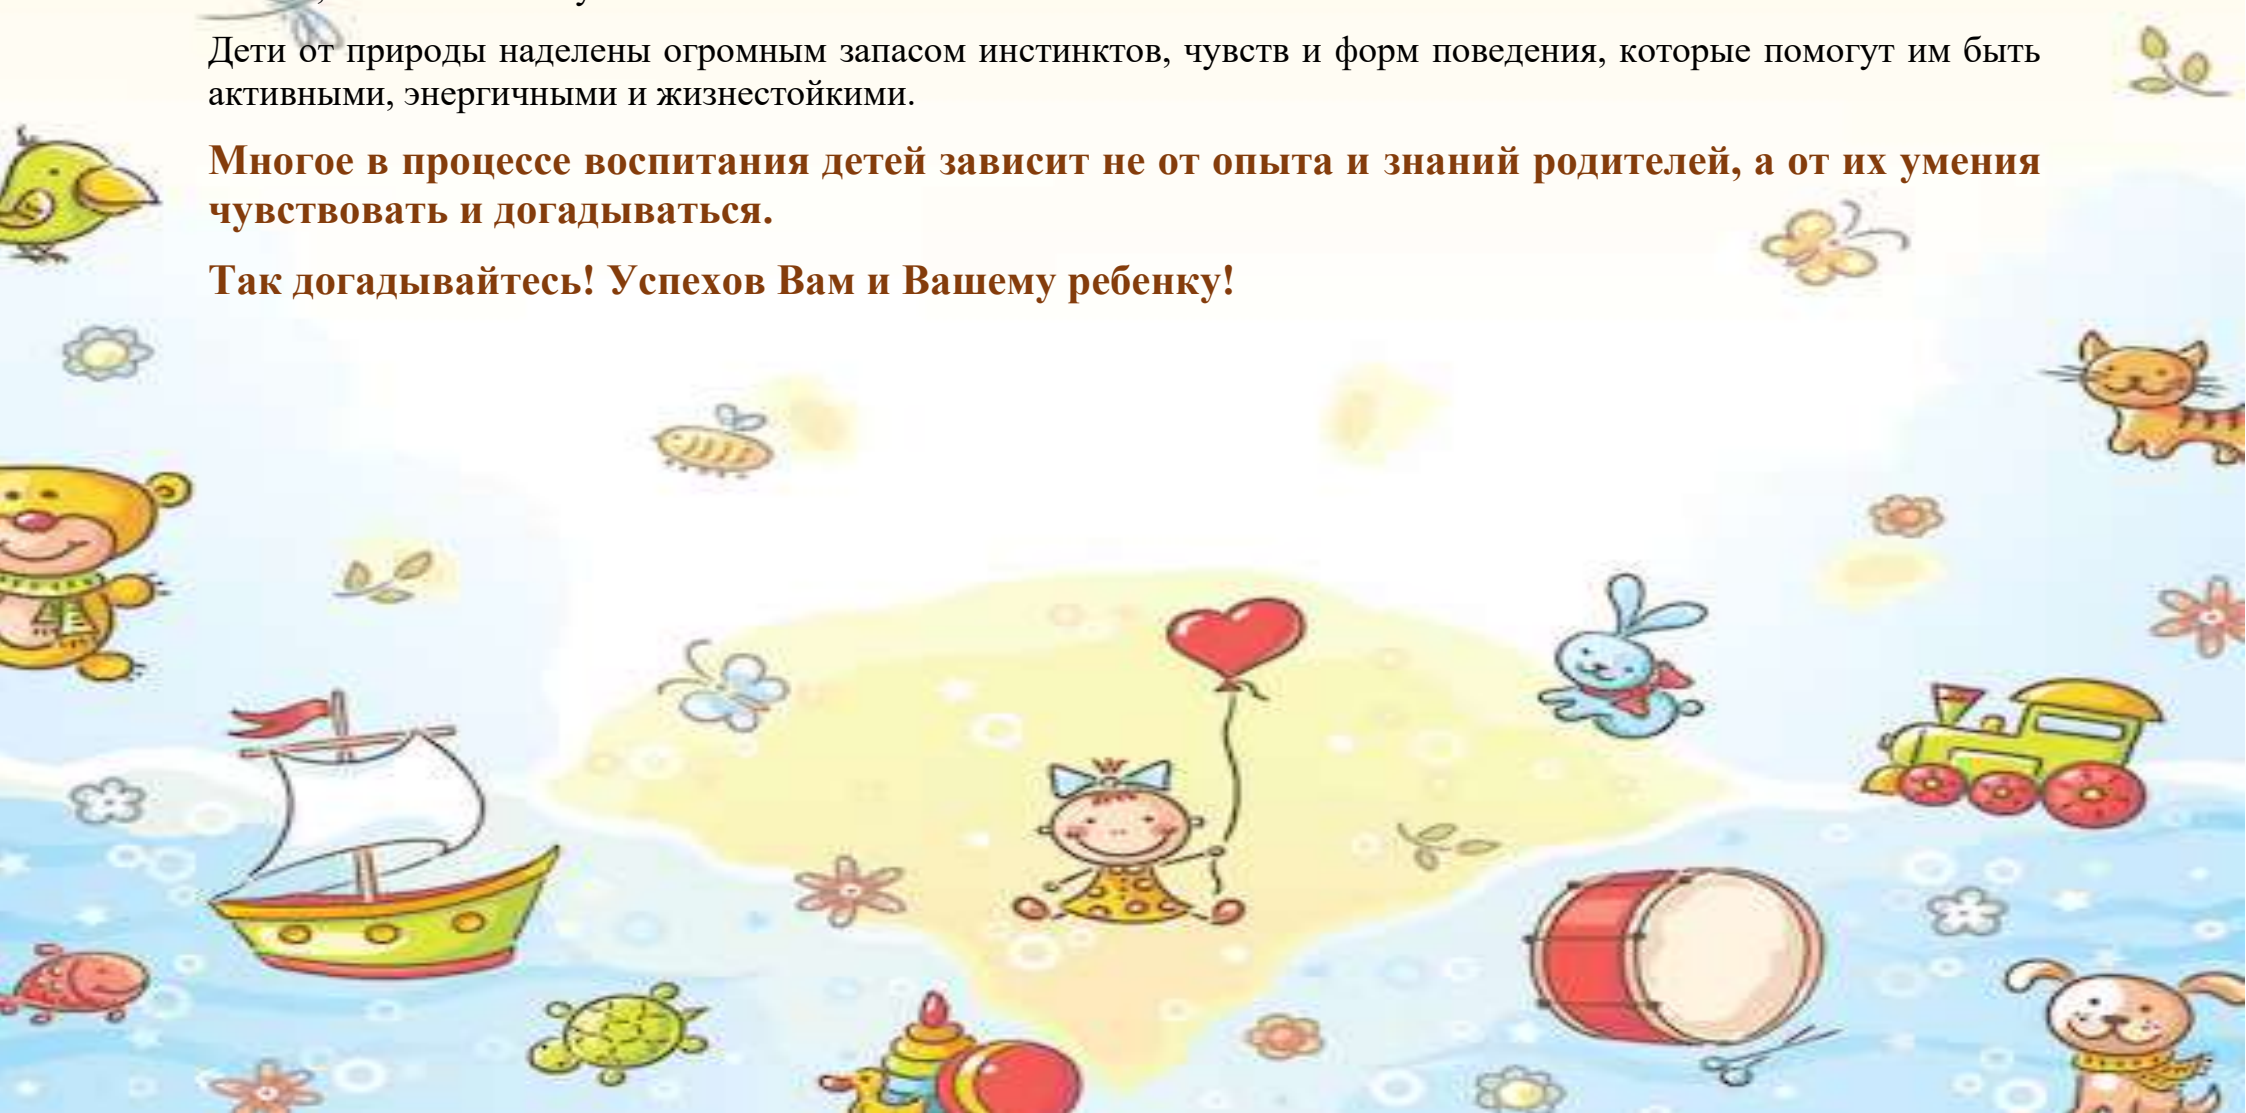 Дети от природы наделены огромным запасом инстинктов, чувств и форм поведения, которые помогут им быть
активными, энергичными и жизнестойкими.
Многое в процессе воспитания детей зависит не от опыта и знаний родителей, а от их умения
чувствовать и догадываться.
Так догадывайтесь! Успехов Вам и Вашему ребенку!